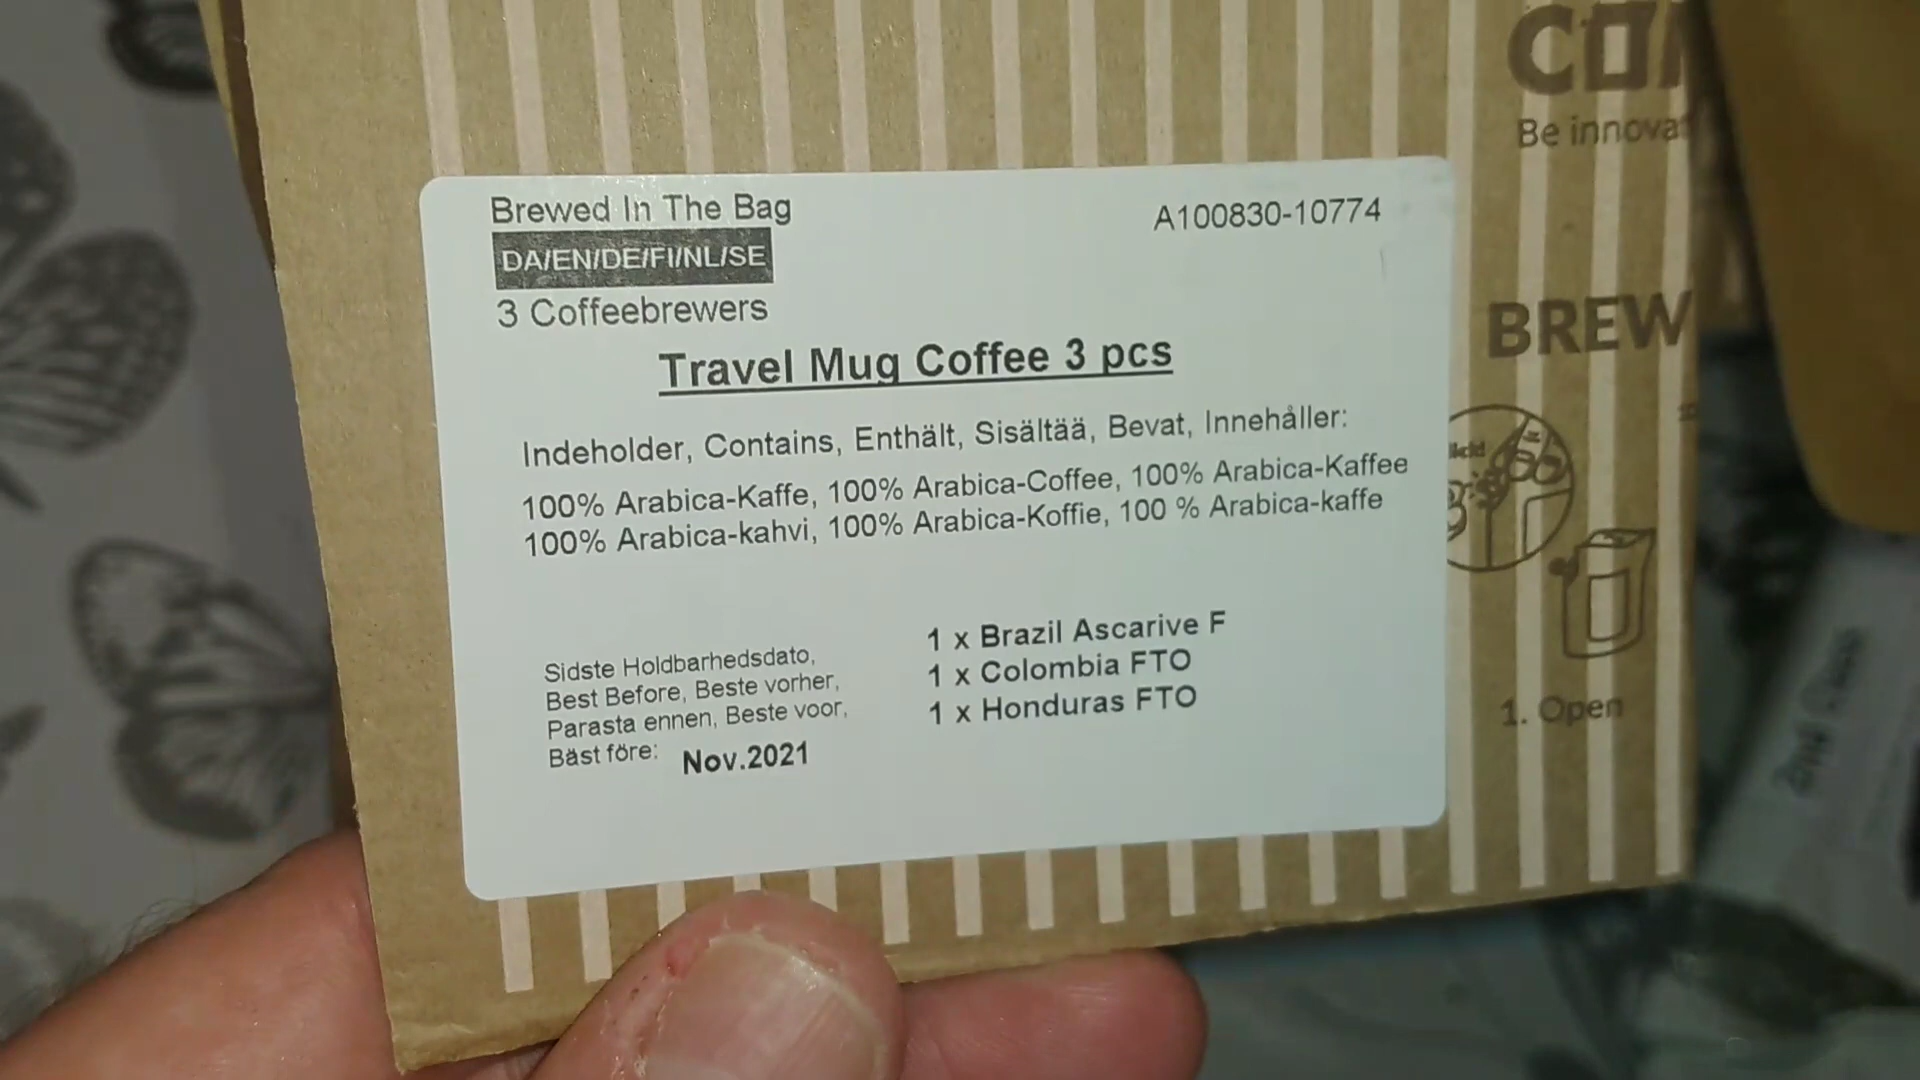 Be innova
Brewed In The Bag
A100830-10774
DA/EN/DE/FI/NL/SE
3 Coffeebrewers
BREW
Travel Mug Coffee 3 pcs
Indeholder, Contains, Enthält, Sisältää, Bevat, Innehåller:
100% Arabica-Kaffe, 100% Arabica-Coffee, 100% Arabica-Kaffee
100% Arabica-kahvi, 100% Arabica-Koffie, 100 % Arabica-kaffe
1 x Brazil Ascarive F
1 x Colombia FTO
1 x Honduras FTO
Sidste Holdbarhedsdato,
Best Before, Beste vorher,
Parasta ennen, Beste voor,
Bäst före: Nov.2021
1. Open